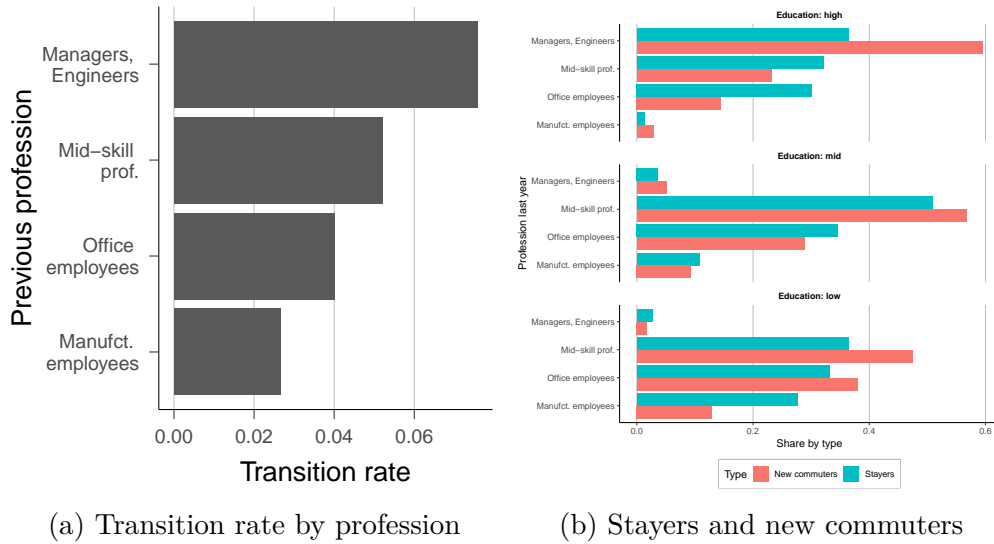 Previous profession
Managers,
Engineers
Mid−skill
prof.
Office
employees
Manufct.
employees
0.00
0.02
0.04
0.06
Transition rate
(a) Transition rate by profession
Profession last year
Education: high
Managers, Engineers
Mid−skill prof.
Office employees
Manufct. employees
Education: mid
Managers, Engineers
Mid−skill prof.
Office employees
Manufct. employees
Education: low
Managers, Engineers
Mid−skill prof.
Office employees
Manufct. employees
0.0
0.2
0.4
0.6
Share by type
Type
New commuters
Stayers
(b) Stayers and new commuters